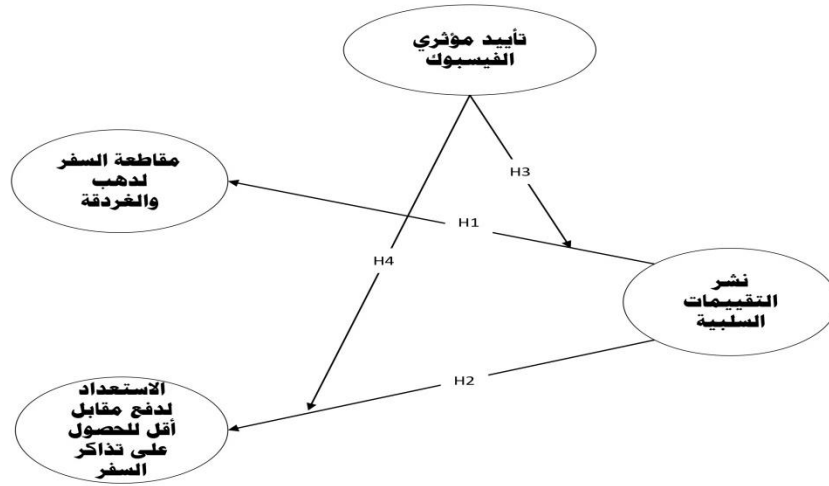 تأييد مؤثري
الفيسبوك
مقاطعة السفر
لدهب
والغردقة
H3
H1
H4
نشر
التقييمات
السلبية
H2
الاستعداد
لدفع مقابل
أقل للحصول
على تذاكر
السفر